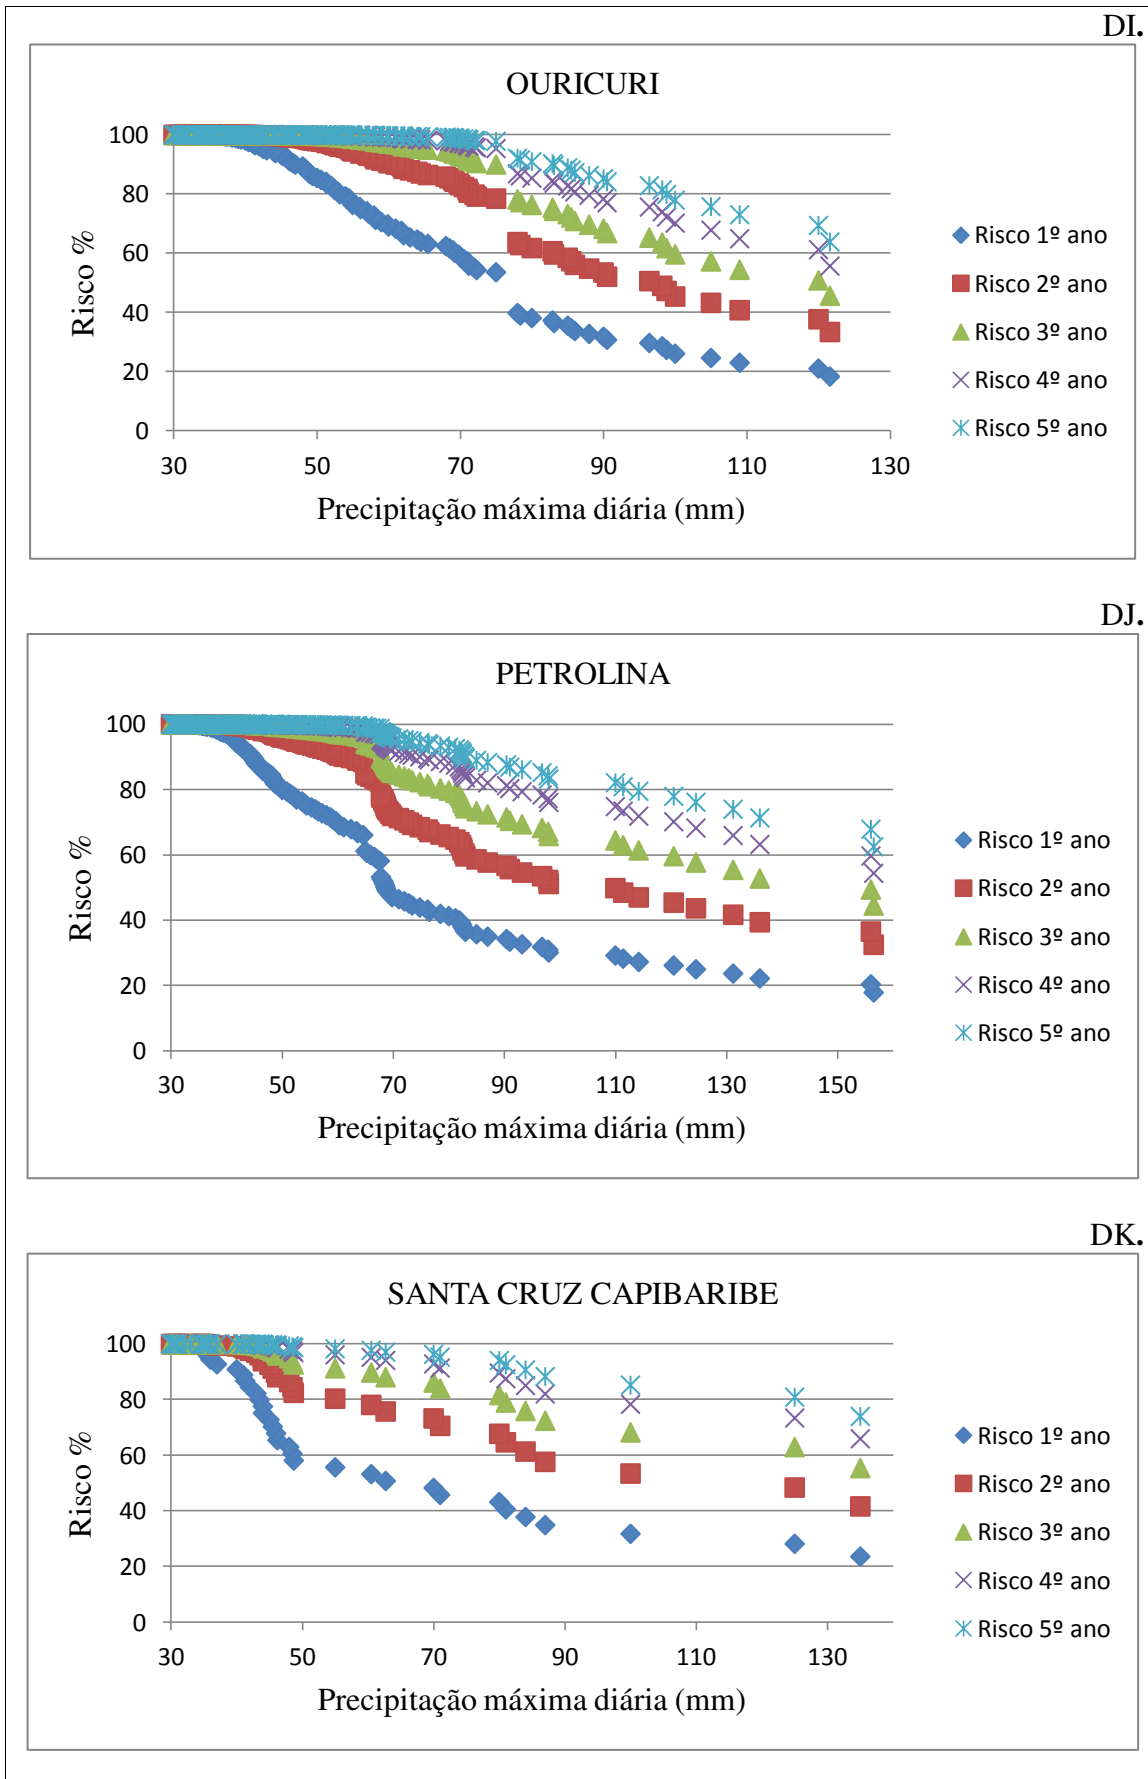 DI.
OURICURI
Risco %
100
80
60
40
20
0
30 50 70 90 110 130
Precipitação máxima diária (mm)
Risco 1º ano
Risco 2º ano
Risco 3º ano
Risco 4º ano
Risco 5º ano
DJ.
PETROLINA
Risco %
100
80
60
40
20
0
30 50 70 90 110 130 150
Precipitação máxima diária (mm)
Risco 1º ano
Risco 2º ano
Risco 3º ano
Risco 4º ano
Risco 5º ano
DK.
SANTA CRUZ CAPIBARIBE
Risco %
100
80
60
40
20
0
30 50 70 90 110 130
Precipitação máxima diária (mm)
Risco 1º ano
Risco 2º ano
Risco 3º ano
Risco 4º ano
Risco 5º ano